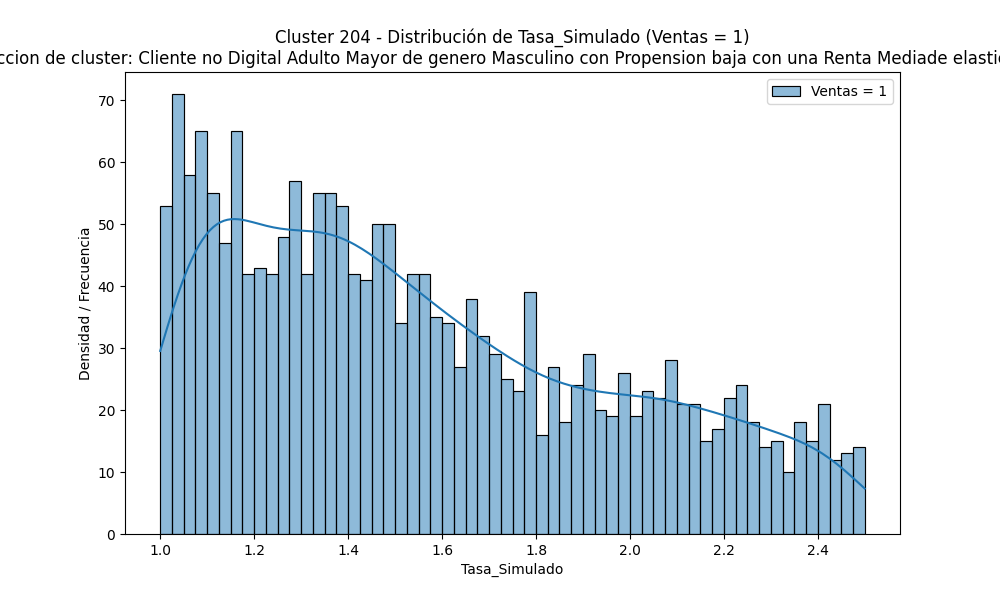 Cluster 204 - Distribución de Tasa_Simulado (Ventas = 1)
ccion de cluster: Cliente no Digital Adulto Mayor de genero Masculino con Propension baja con una Renta Mediade elasti
Ventas = 1
Densidad / Frecuencia
70
60
50
40
30
20
10
0
1.0 1.2 1.4 1.6 1.8 2.0 2.2 2.4
Tasa_Simulado